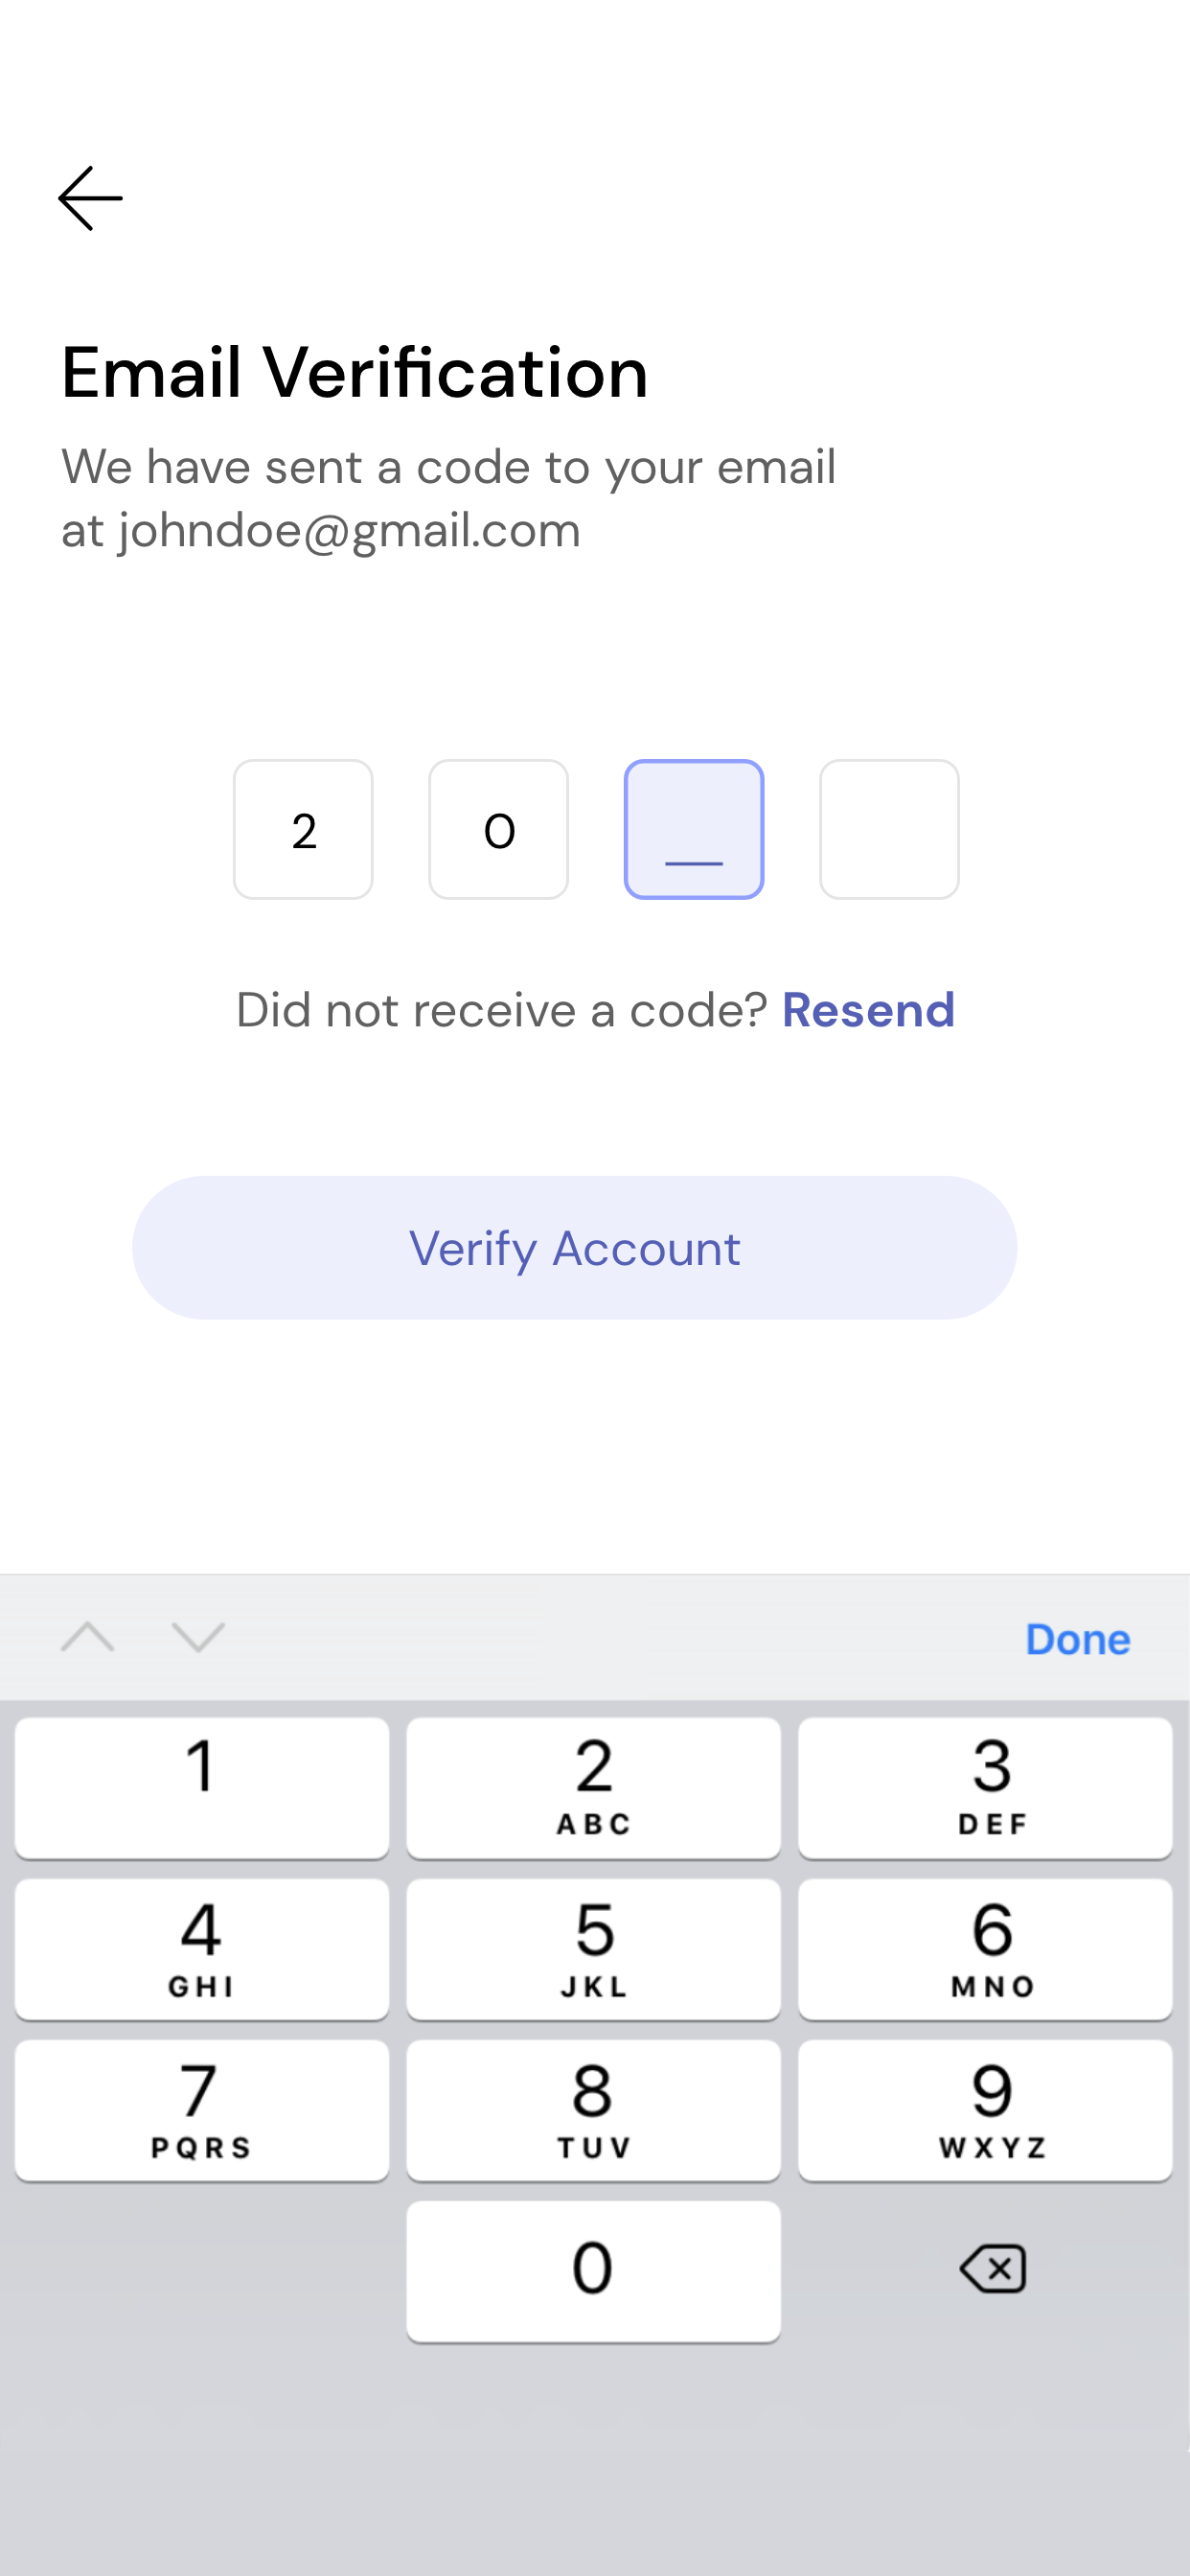 Email Verification
We have sent a code to your email
at johndoe@gmail.com
2 0
Did not receive a code? Resend
Verify Account
Done
1 2 3
ABC DEF
4 5 6
GHI JKL MNO
7 8 9
PQRS TUV WXYZ
0